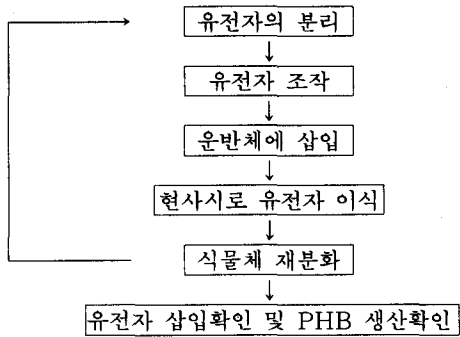 유전자의 분리
유전자 조작
운반체에 삽입
현사시로 유전자 이식
식물체 재분화
유전자 삽입확인 및 PHB 생산확인